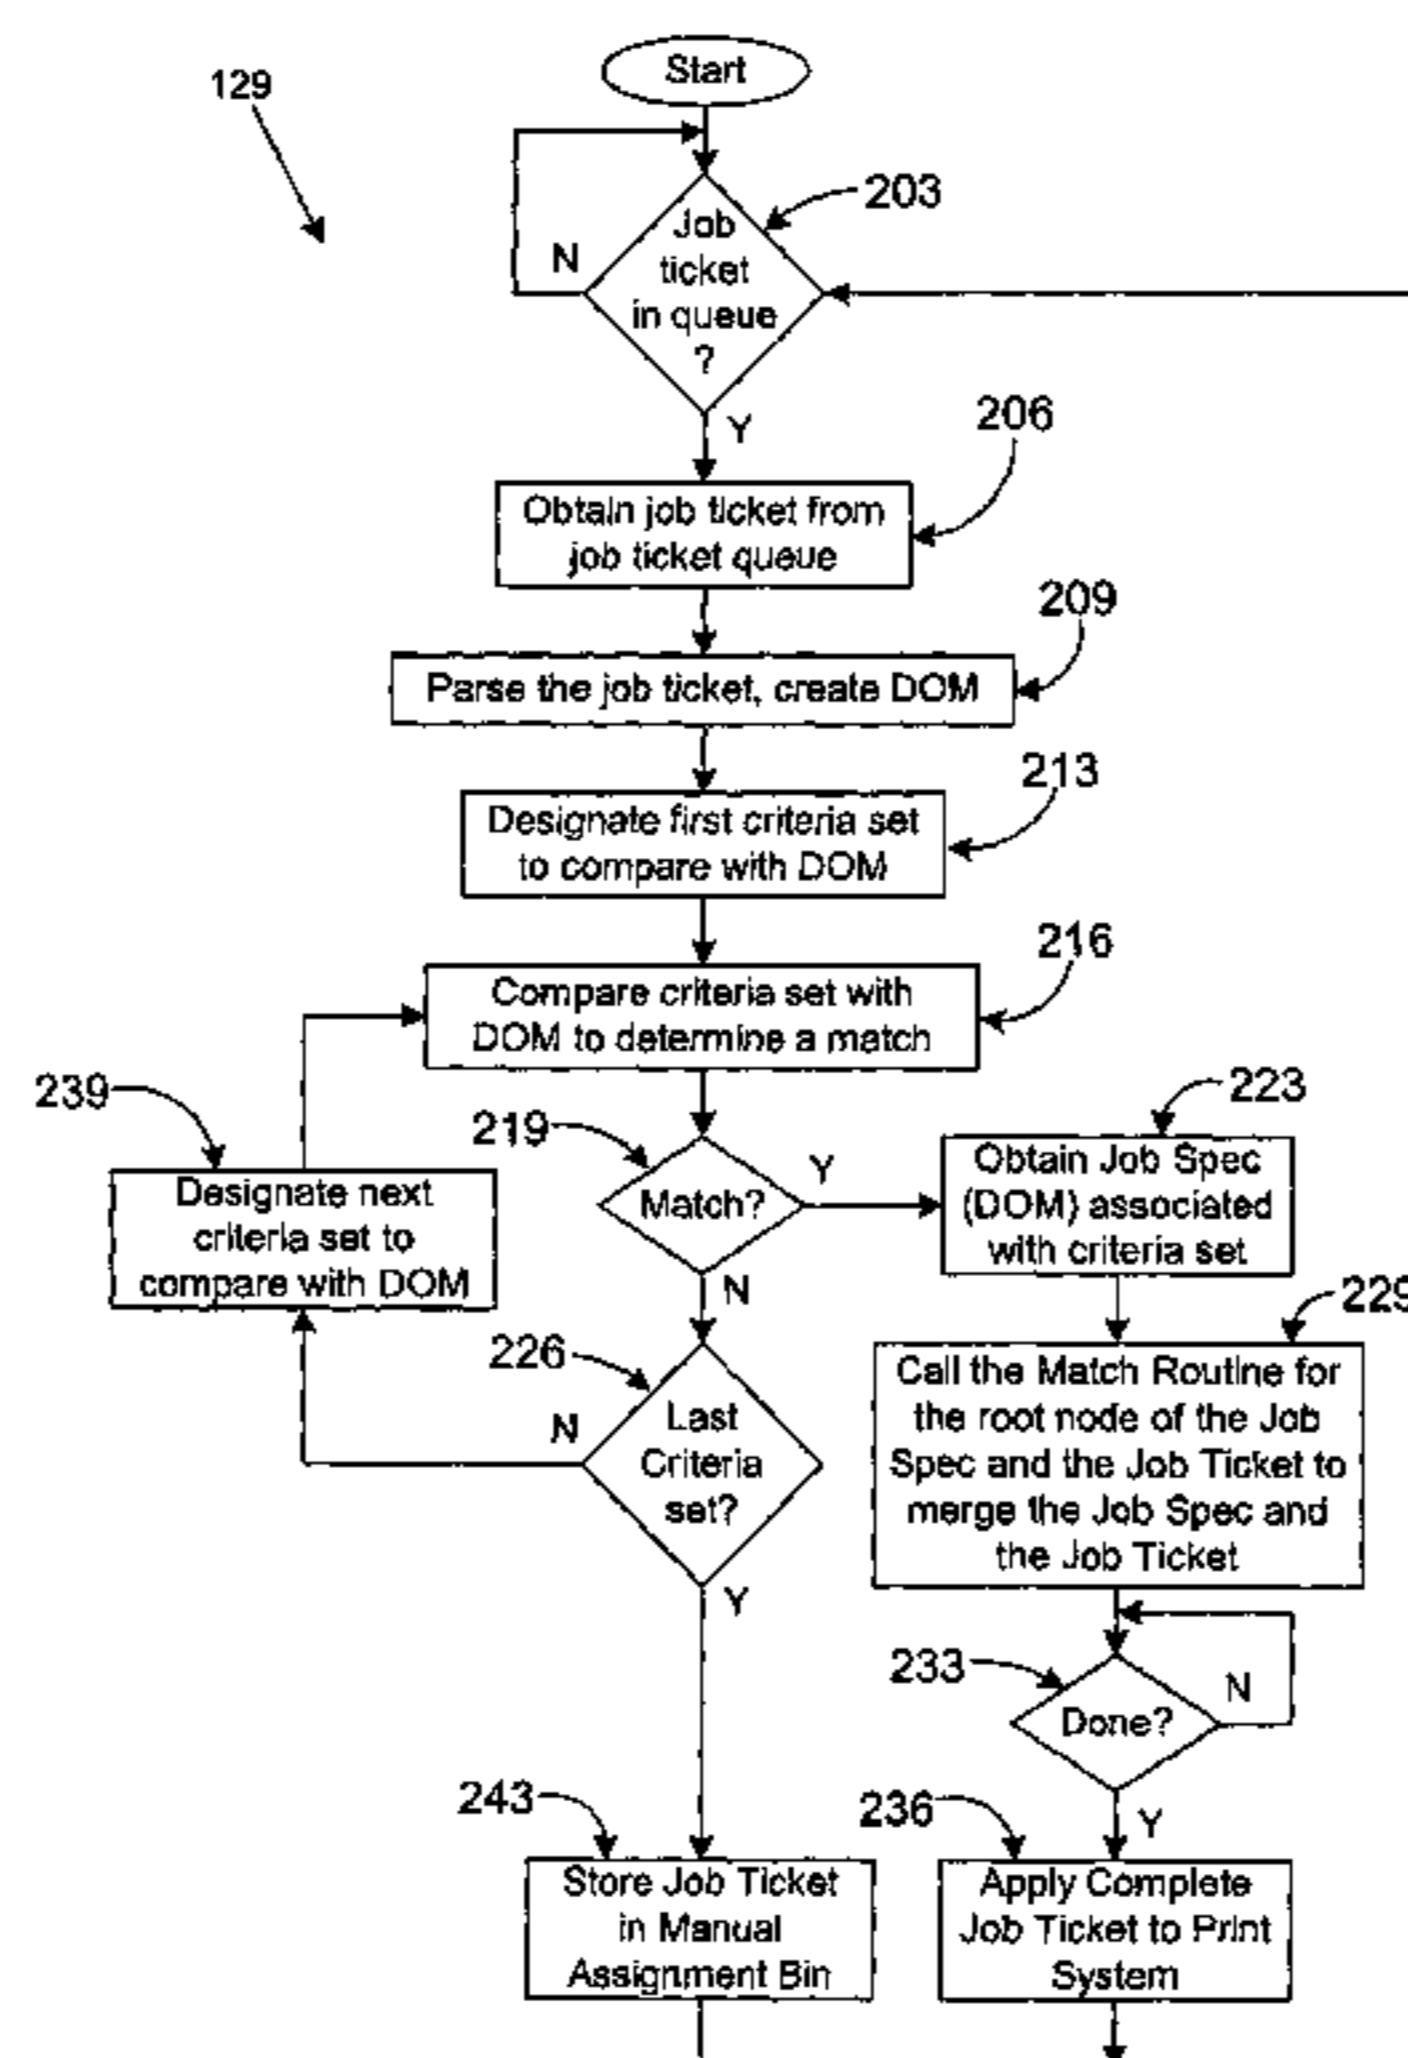 Start
129
203
Job
ticket
in queue
?
N
Y
206
Obtain job ticket from
job ticket queue
209
Parse the job ticket, create DOM
213
Designate first criteria set
to compare with DOM
216
Compare criteria set with
DOM to determine a match
239
219
223
Match?
Y
Obtain Job Spec
(DOM) associated
with criteria set
Designate next
criteria set to
compare with DOM
N
229
226
Last
Criteria
set?
N
Call the Match Routine for
the root node of the Job
Spec and the Job Ticket to
merge the Job Spec and
the Job Ticket
Y
233
Done?
N
243
236
Y
Store Job Ticket
in Manual
Assignment Bin
Apply Complete
Job Ticket to Print
System